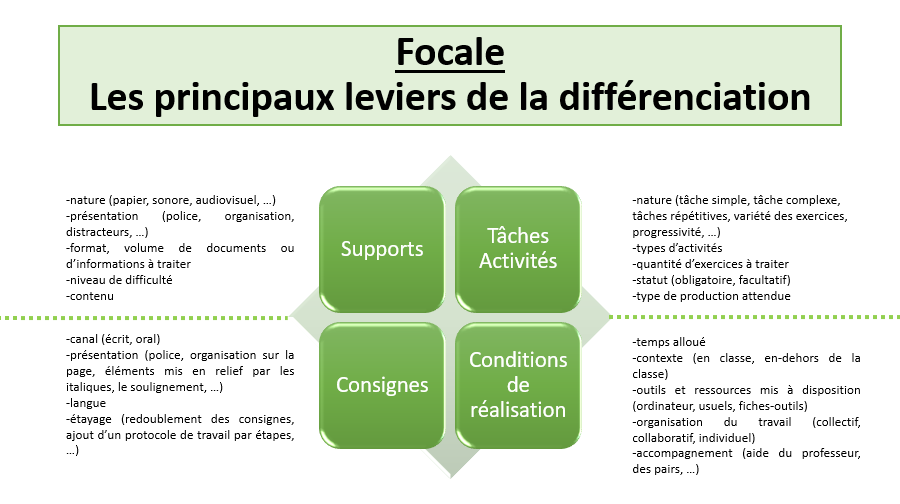 Focale
Les principaux leviers de la différenciation
-nature (papier, sonore, audiovisuel, …)
-présentation (police, organisation,
distracteurs, …)
-format, volume de documents ou
d’informations à traiter
-niveau de difficulté
-contenu
Supports
Tâches
Activités
-nature (tâche simple, tâche complexe,
tâches répétitives, variété des exercices,
progressivité, …)
-types d’activités
-quantité d’exercices à traiter
-statut (obligatoire, facultatif)
-type de production attendue
-canal (écrit, oral)
-présentation (police, organisation sur la
page, éléments mis en relief par les
italiques, le soulignement, …)
-langue
-étayage (redoublement des consignes,
ajout d’un protocole de travail par étapes,
…)
Consignes
Conditions
de
réalisation
-temps alloué
-contexte (en classe, en-dehors de la
classe)
-outils et ressources mis à disposition
(ordinateur, usuels, fiches-outils)
-organisation du travail (collectif,
collaboratif, individuel)
-accompagnement (aide du professeur,
des pairs, …)